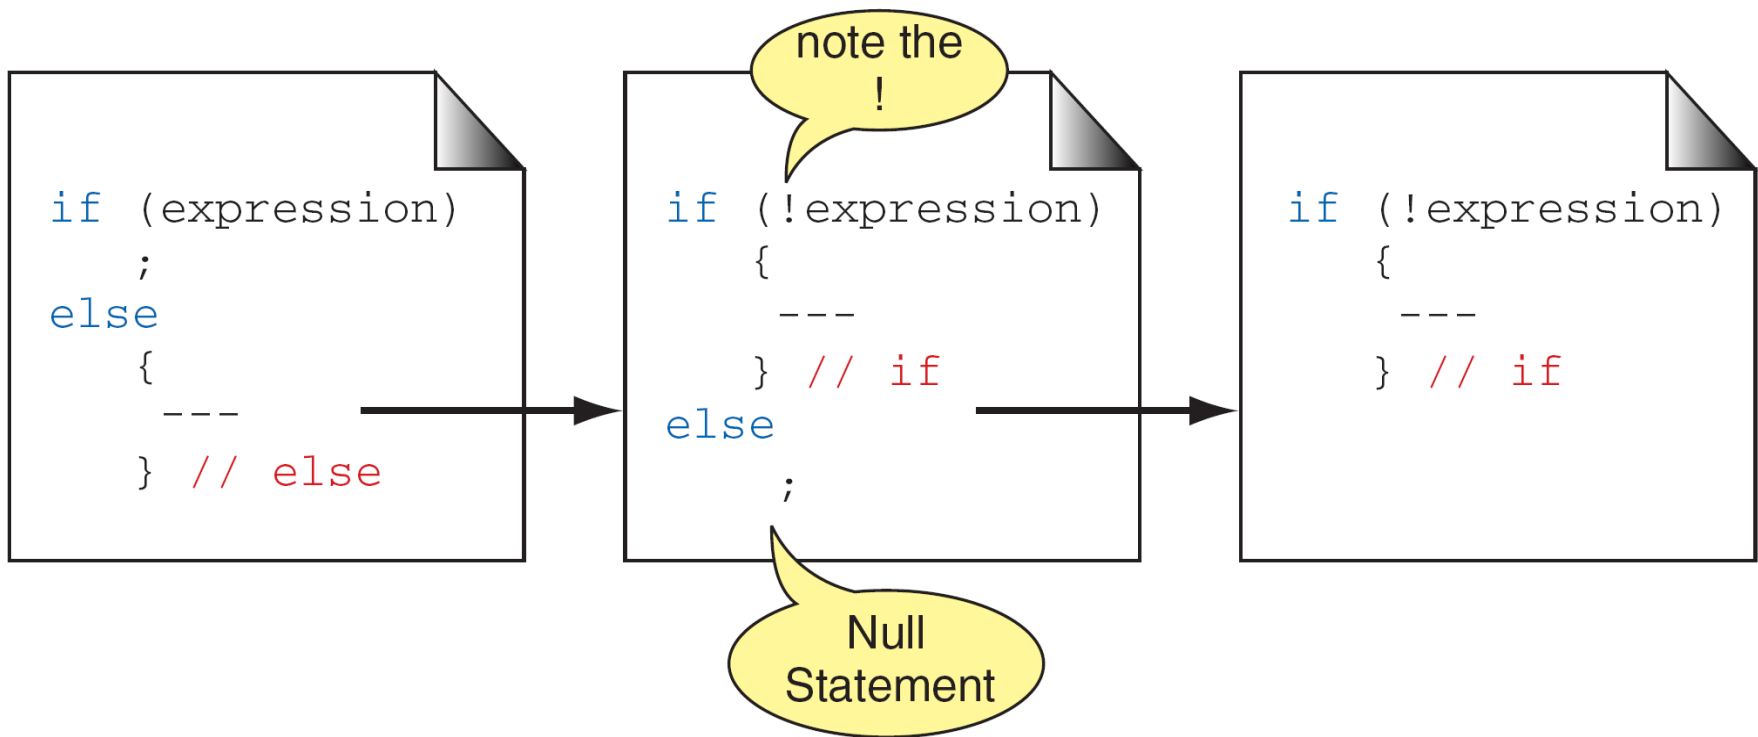 if (expression)
;
else
{
---
} // else
note the
!
if (!expression)
{
---
} // if
else
;
Null
Statement
if (!expression)
{
---
} // if